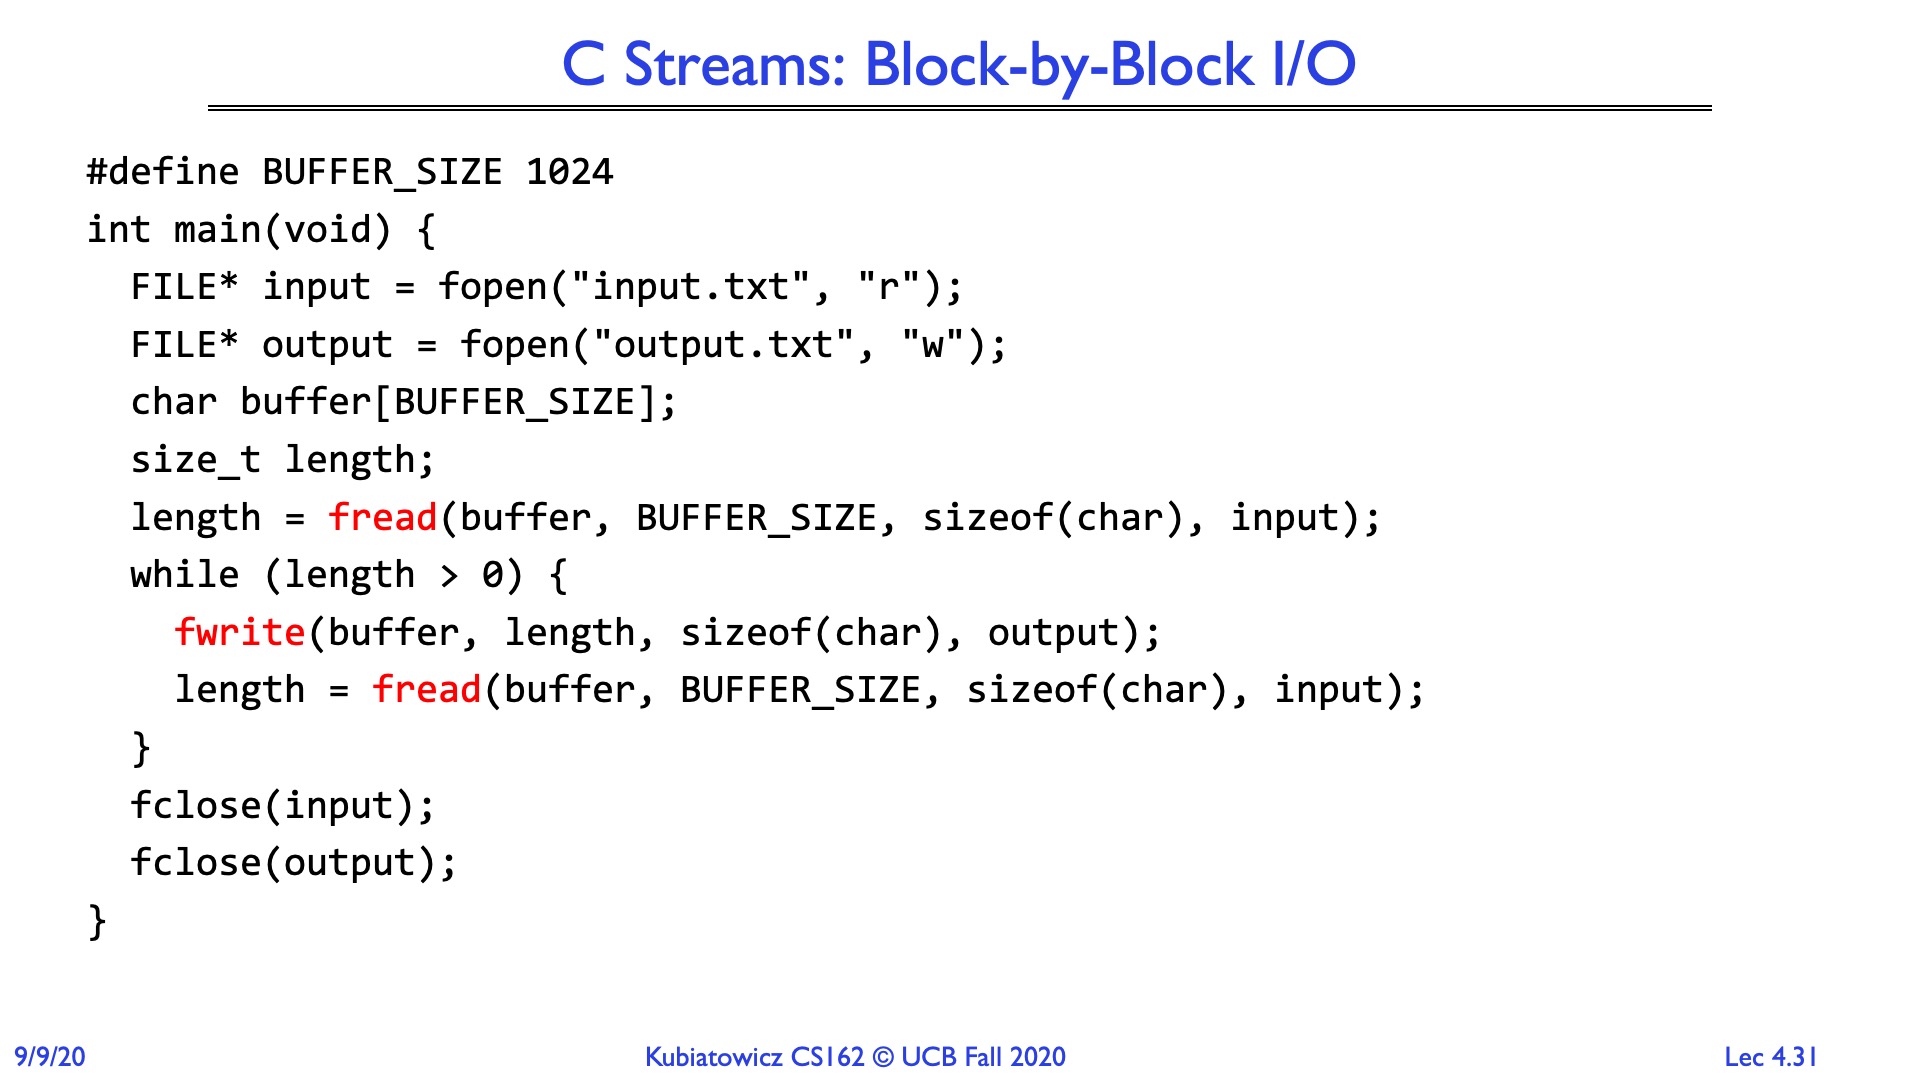 C Streams: Block-by-Block I/O
#define BUFFER_SIZE 1024
int main(void) {
  FILE* input = fopen("input.txt", "r");
  FILE* output = fopen("output.txt", "w");
  char buffer[BUFFER_SIZE];
  size_t length;
  length = fread(buffer, BUFFER_SIZE, sizeof(char), input);
  while (length > 0) {
    fwrite(buffer, length, sizeof(char), output);
    length = fread(buffer, BUFFER_SIZE, sizeof(char), input);
  }
  fclose(input);
  fclose(output);
}
9/9/20
Kubiatowicz CS162 © UCB Fall 2020
Lec 4.31